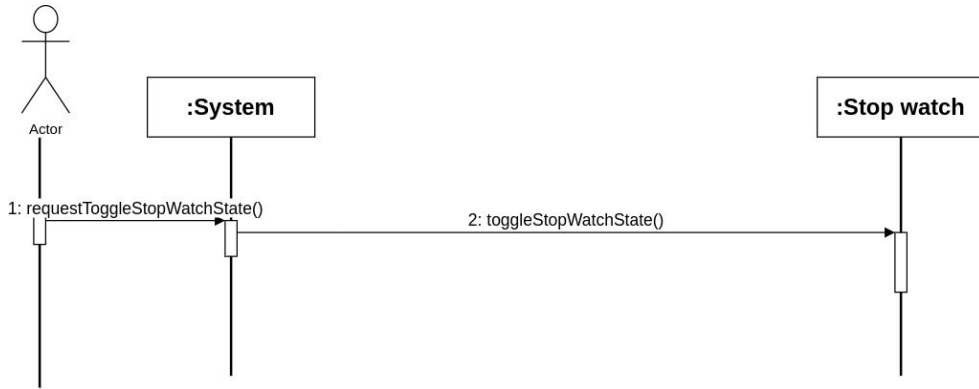 Actor
:System
:Stop watch
1: requestToggleStopWatchState()
2: toggleStopWatchState()